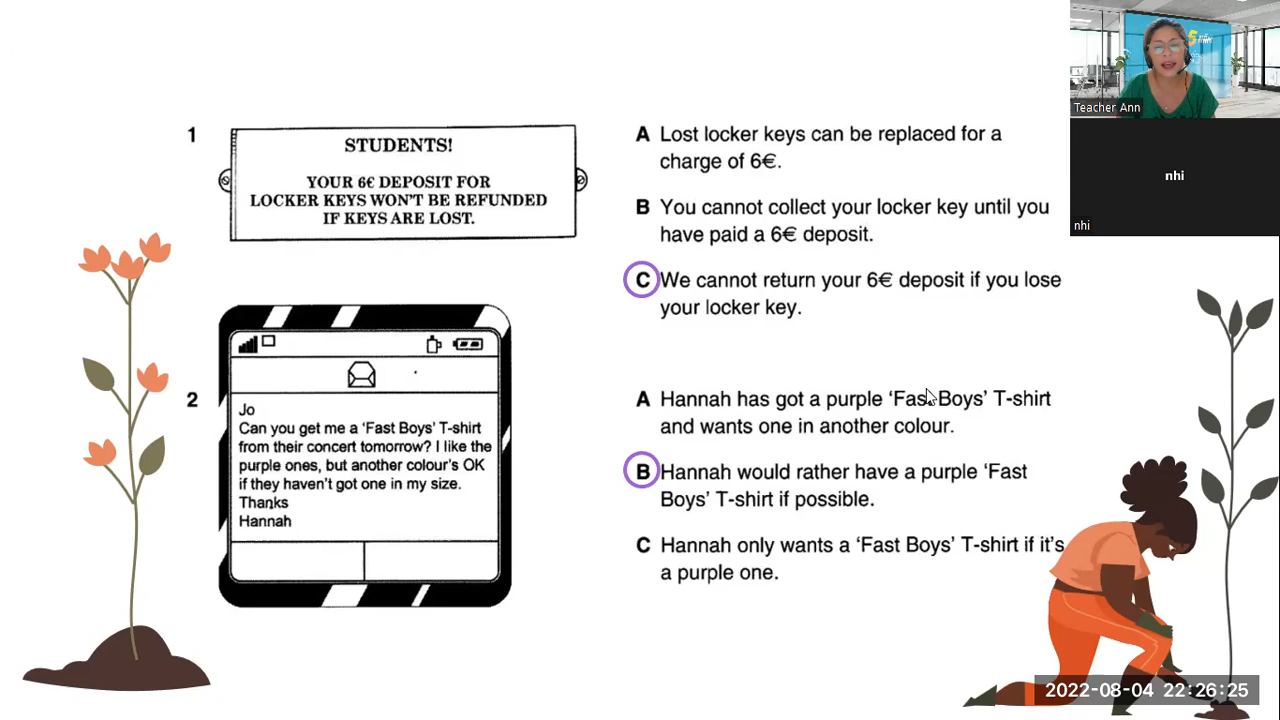 1
STUDENTS!
YOUR 6€ DEPOSIT FOR
LOCKER KEYS WON'T BE REFUNDED
IF KEYS ARE LOST.
A Lost locker keys can be replaced for a
charge of 6€.
B You cannot collect your locker key until you
have paid a 6€ deposit.
C We cannot return your 6€ deposit if you lose
your locker key.
2
Jo
Can you get me a 'Fast Boys' T-shirt
from their concert tomorrow? I like the
purple ones, but another colour's OK
if they haven't got one in my size.
Thanks
Hannah
A Hannah has got a purple 'Fast Boys' T-shirt
and wants one in another colour.
B Hannah would rather have a purple 'Fast
Boys' T-shirt if possible.
C Hannah only wants a 'Fast Boys' T-shirt if it's
a purple one.
Teacher Ann
nhi
nhi
2022-08-04 22:26:25